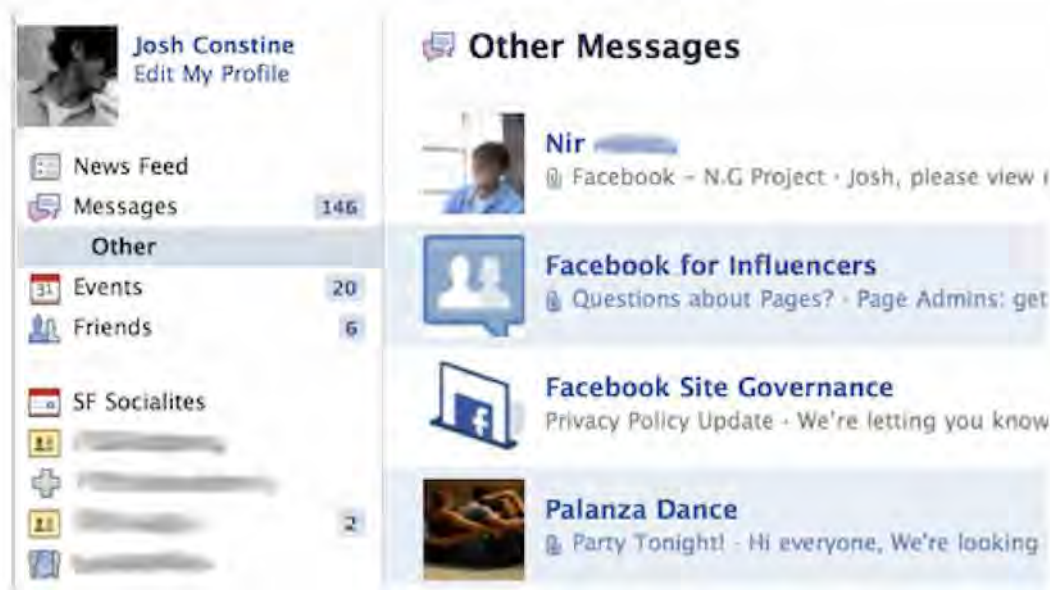 Josh Constine
Edit My Profile
News Feed
Messages 146
Other
31 Events 20
Friends 6
SF Socialites
2
Other Messages
Nir
Facebook – N.G Project · Josh, please view
Facebook for Influencers
Questions about Pages? · Page Admins: get
Facebook Site Governance
Privacy Policy Update · We're letting you know
Palanza Dance
Party Tonight! · Hi everyone, We're looking